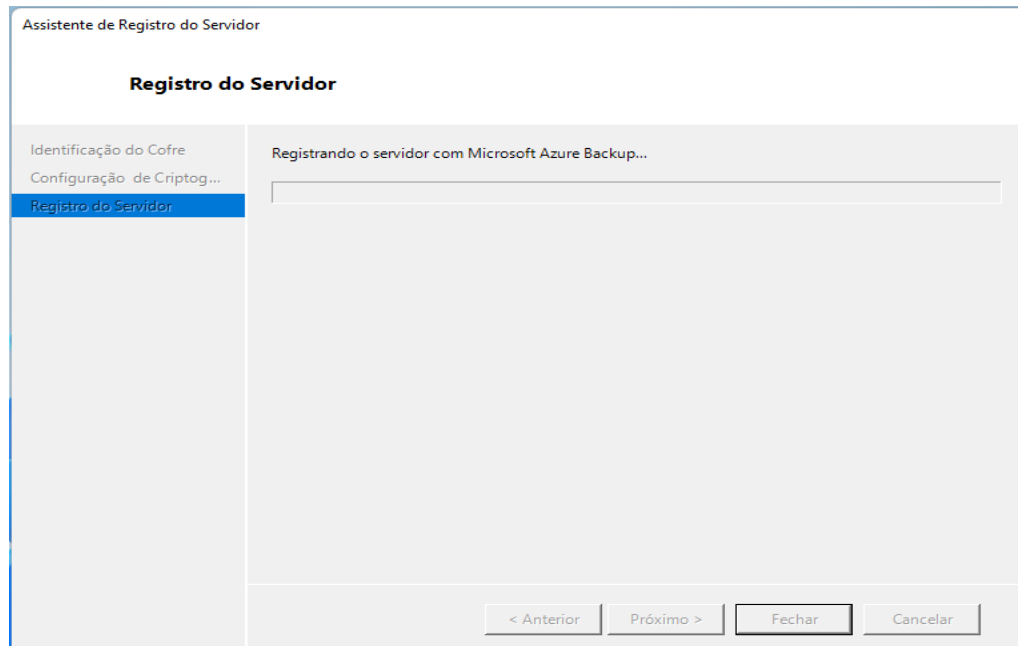 Assistente de Registro do Servidor
Registro do Servidor
Identificação do Cofre
Configuração de Criptog...
Registro do Servidor
Registrando o servidor com Microsoft Azure Backup...
< Anterior
Próximo >
Fechar
Cancelar